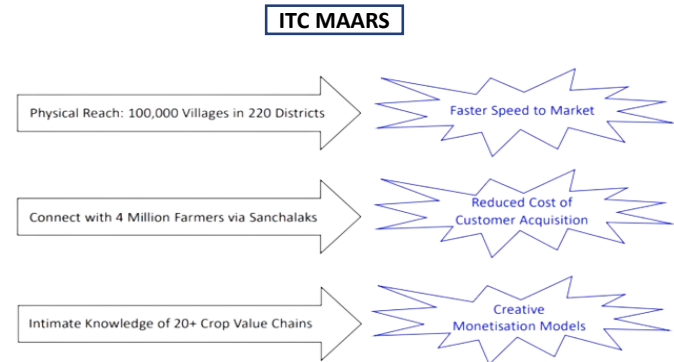 ITC MAARS
Physical Reach: 100,000 Villages in 220 Districts
Faster Speed to Market
Connect with 4 Million Farmers via Sanchalaks
Reduced Cost of
Customer Acquisition
Intimate Knowledge of 20+ Crop Value Chains
Creative
Monetisation Models